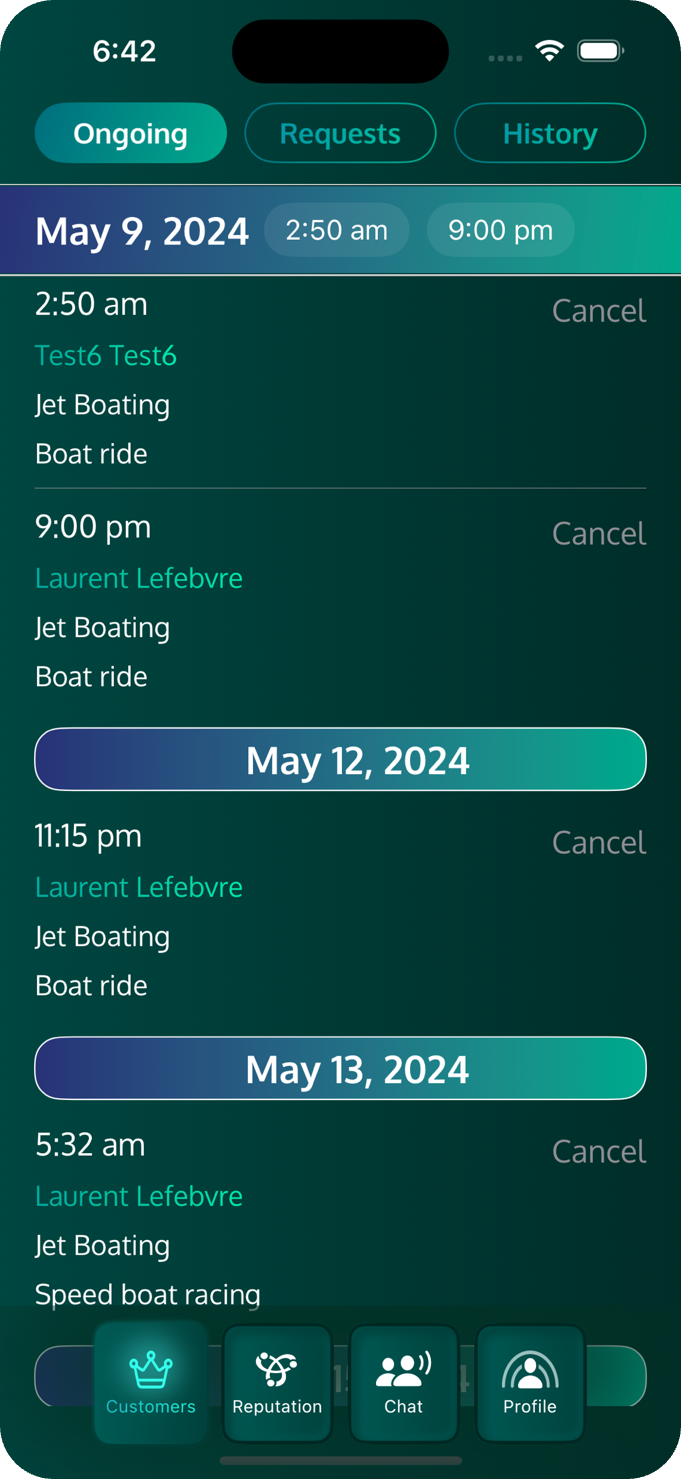 6:42
Ongoing Requests History
May 9, 2024 2:50 am 9:00 pm
2:50 am Cancel
Test6 Test6
Jet Boating
Boat ride
9:00 pm Cancel
Laurent Lefebvre
Jet Boating
Boat ride
May 12, 2024
11:15 pm Cancel
Laurent Lefebvre
Jet Boating
Boat ride
May 13, 2024
5:32 am Cancel
Laurent Lefebvre
Jet Boating
Speed boat racing
Customers Reputation Chat Profile